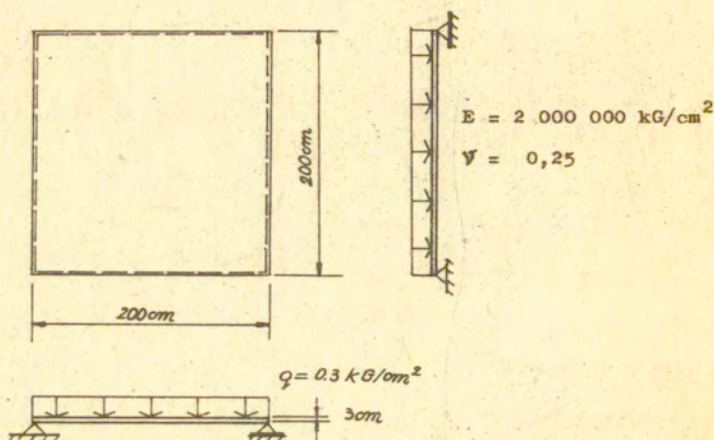 200cm
E = 2 000 000 kG/cm²
ν = 0,25
200cm
q = 0.3 kG/cm²
3cm